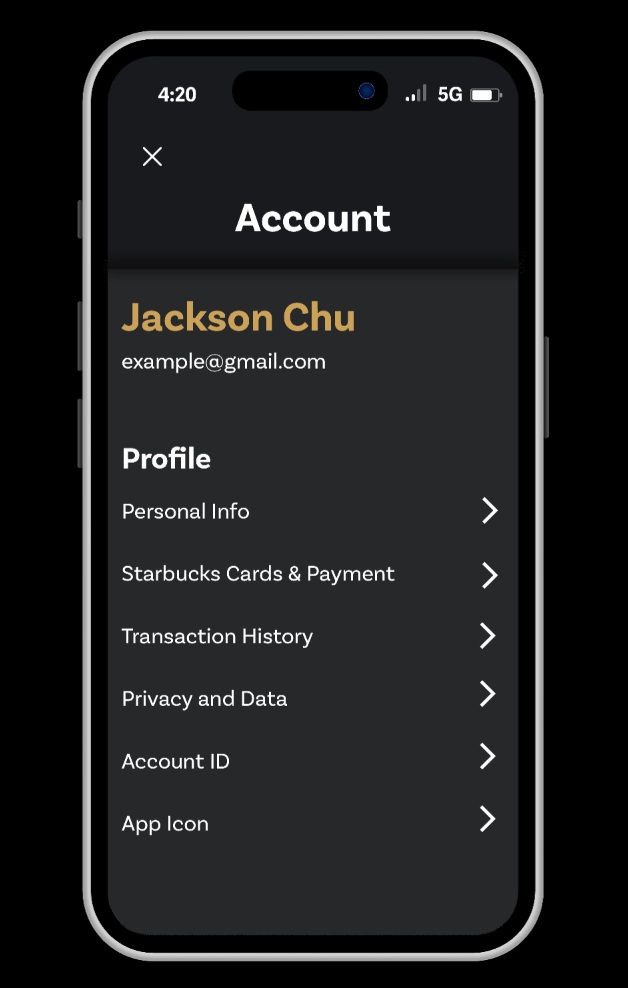 4:20
5G
Account
Jackson Chu
example@gmail.com
Profile
Personal Info
Starbucks Cards & Payment
Transaction History
Privacy and Data
Account ID
App Icon